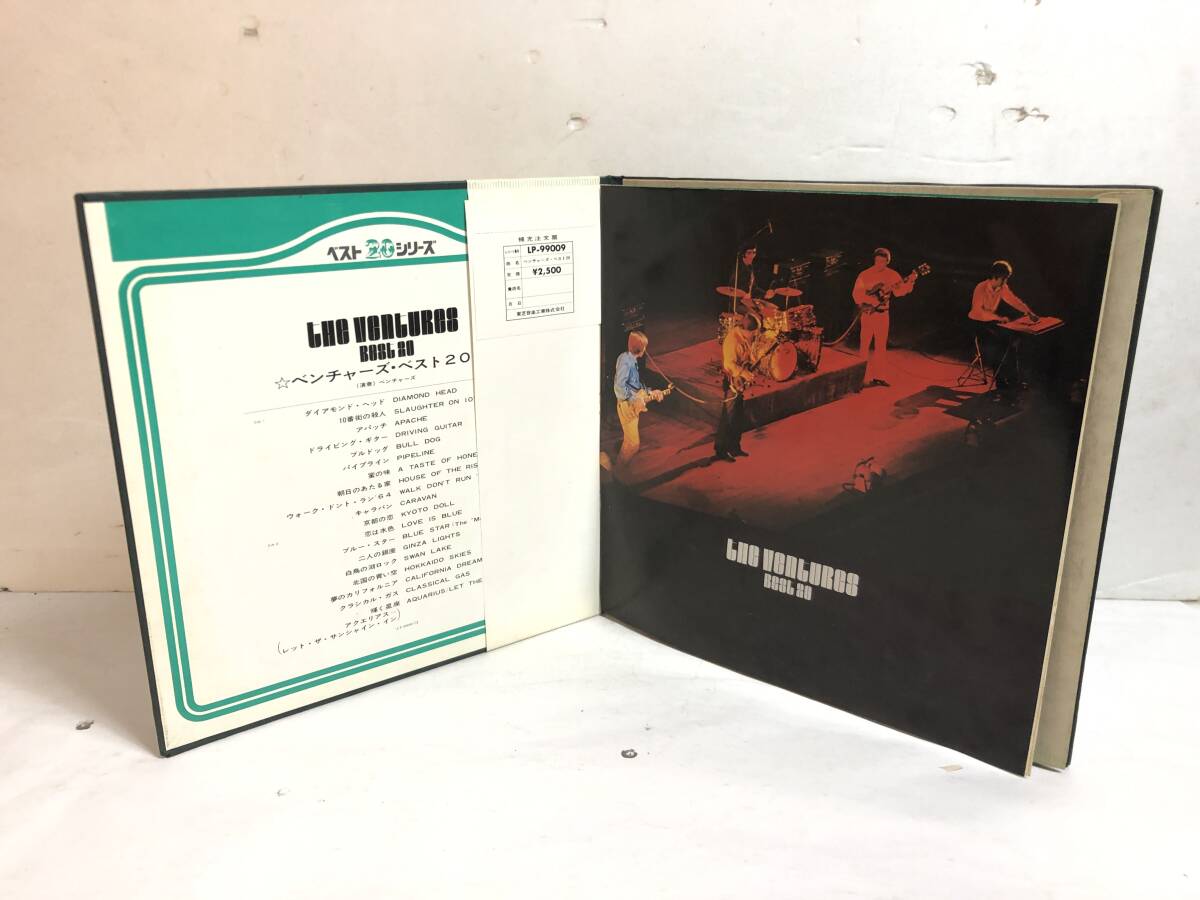 ベスト20シリーズ
the ventures
Best 20
☆ベンチャーズ・ベスト20
(演奏) ベンチャーズ
ダイアモンド・ヘッド DIAMOND HEAD
10番街の殺人 SLAUGHTER ON 10
アパッチ APACHE
ドライビング・ギター DRIVING GUITAR
ブルドッグ BULL DOG
パイプライン PIPELINE
蜜の味 A TASTE OF HONE
朝日のあたる家 HOUSE OF THE RIS
ウォーク・ドント・ラン'64 WALK DON'T RUN
キャラバン CARAVAN
京都の恋 KYOTO DOLL
恋は水色 LOVE IS BLUE
ブルー・スター BLUE STAR (The
二人の銀座 GINZA LIGHTS
白鳥の湖ロック SWAN LAKE
北国の青い空 HOKKAIDO SKIES
夢のカリフォルニア CALIFORNIA DREAM
クラシカル・ガス CLASSICAL GAS
輝く星座 AQUARIUS/LET THE
アクエリアス
(レット・ザ・サンシャイン・イン)
補充注文票
LP-99009
曲名 ベンチャーズ・ベスト20
定価 ¥2,500
東芝音楽工業株式会社
the ventures
Best 20